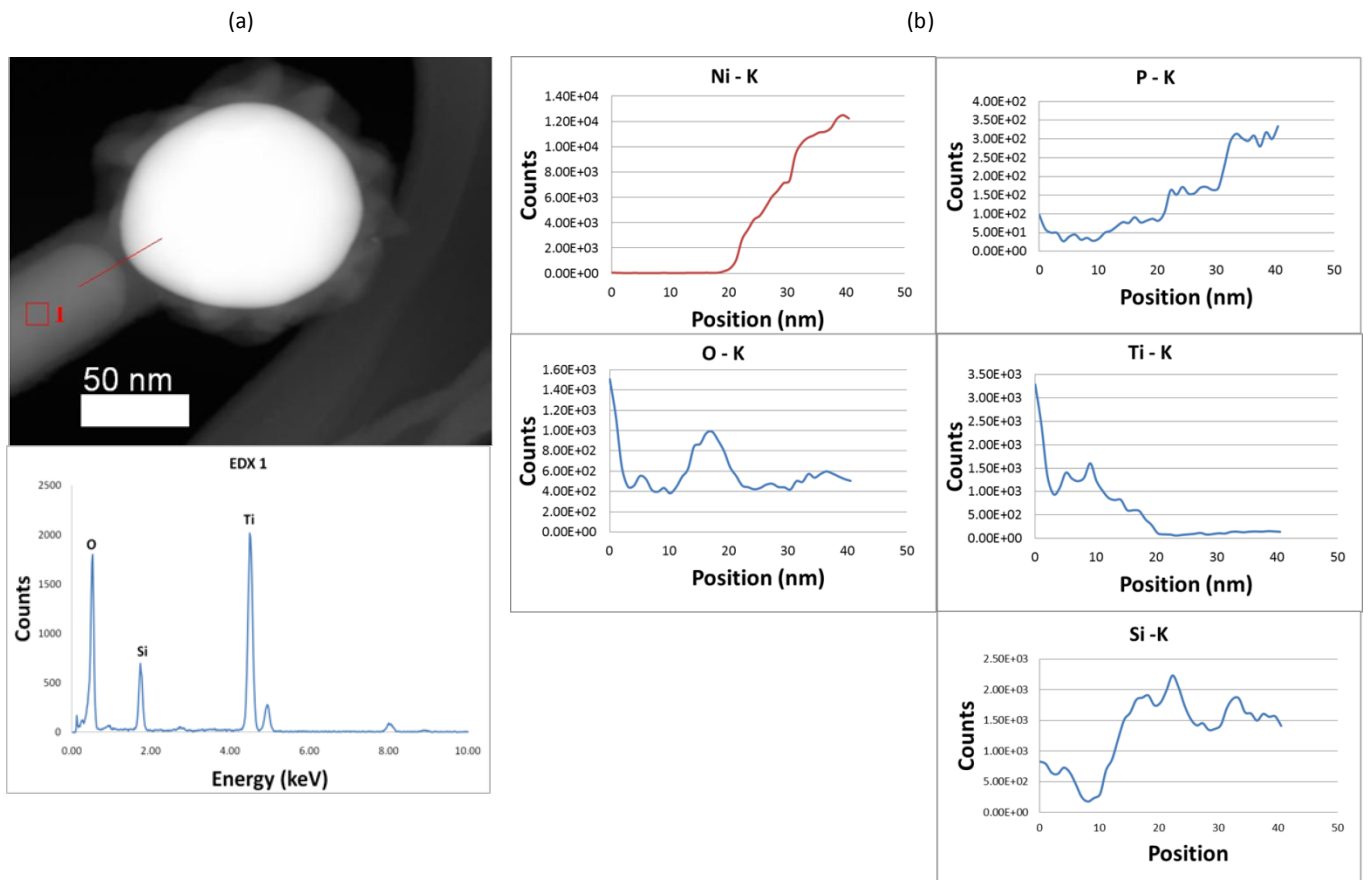 (a)
(b)
1
50 nm
EDX 1
2500
2000
1500
1000
500
0
O
Si
Ti
0.00 2.00 4.00 6.00 8.00 10.00
Counts
Energy (keV)
Ni - K
1.40E+04
1.20E+04
1.00E+04
8.00E+03
6.00E+03
4.00E+03
2.00E+03
0.00E+00
0 10 20 30 40 50
Counts
Position (nm)
P - K
4.00E+02
3.50E+02
3.00E+02
2.50E+02
2.00E+02
1.50E+02
1.00E+02
5.00E+01
0.00E+00
0 10 20 30 40 50
Counts
Position (nm)
O - K
1.60E+03
1.40E+03
1.20E+03
1.00E+03
8.00E+02
6.00E+02
4.00E+02
2.00E+02
0.00E+00
0 10 20 30 40 50
Counts
Position (nm)
Ti - K
3.50E+03
3.00E+03
2.50E+03
2.00E+03
1.50E+03
1.00E+03
5.00E+02
0.00E+00
0 10 20 30 40 50
Counts
Position (nm)
Si -K
2.50E+03
2.00E+03
1.50E+03
1.00E+03
5.00E+02
0.00E+00
0 10 20 30 40 50
Counts
Position